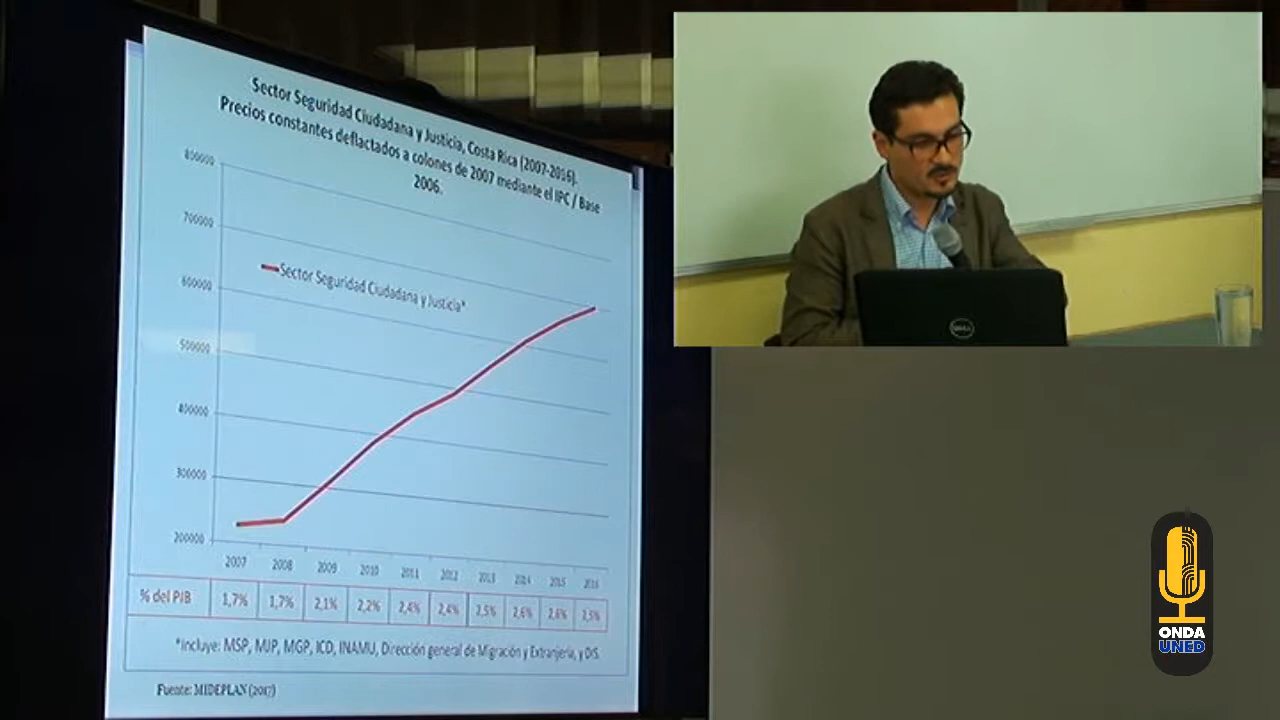 Sector Seguridad Ciudadana y Justicia, Costa Rica (2007-2016).
Precios constantes deflactados a colones de 2007 mediante el IPC / Base
2006.
800000
700000
600000
500000
400000
300000
200000
Sector Seguridad Ciudadana y Justicia*
2007 2008 2009 2010 2011 2012 2013 2014 2015 2016
% del PIB 1,7% 1,7% 2,1% 2,2% 2,4% 2,4% 2,5% 2,6% 2,6% 2,5%
*Incluye: MSP, MJP, MGP, ICD, INAMU, Dirección general de Migración y Extranjería, y DIS.
Fuente: MIDEPLAN (2017)
DELL
ONDA
UNED